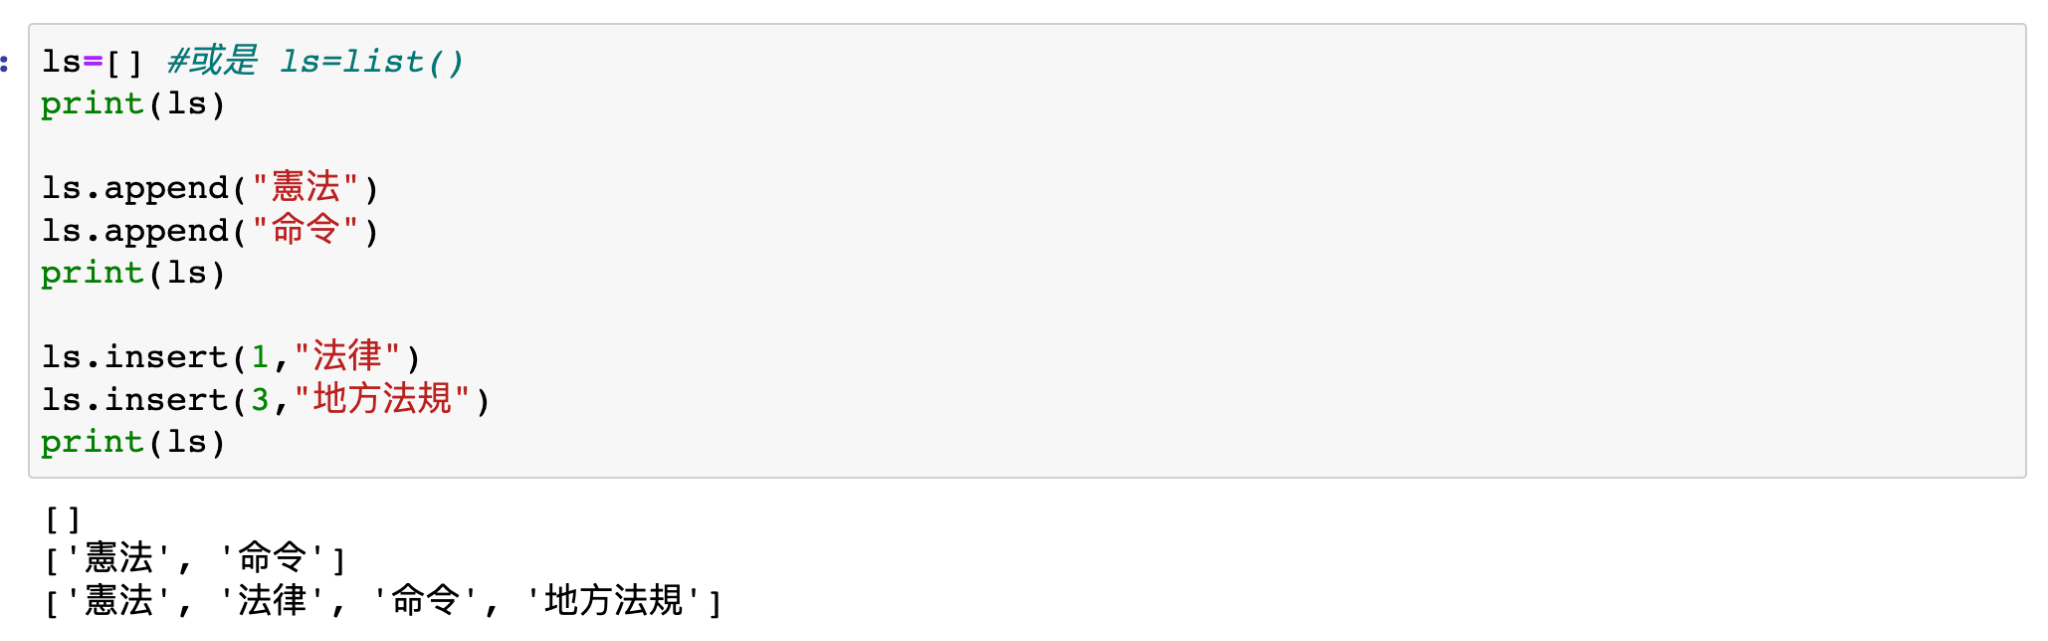 ls=[] #或是 ls=list()
print(ls)
ls.append("憲法")
ls.append("命令")
print(ls)
ls.insert(1,"法律")
ls.insert(3,"地方法規")
print(ls)
[]
['憲法', '命令']
['憲法', '法律', '命令', '地方法規']